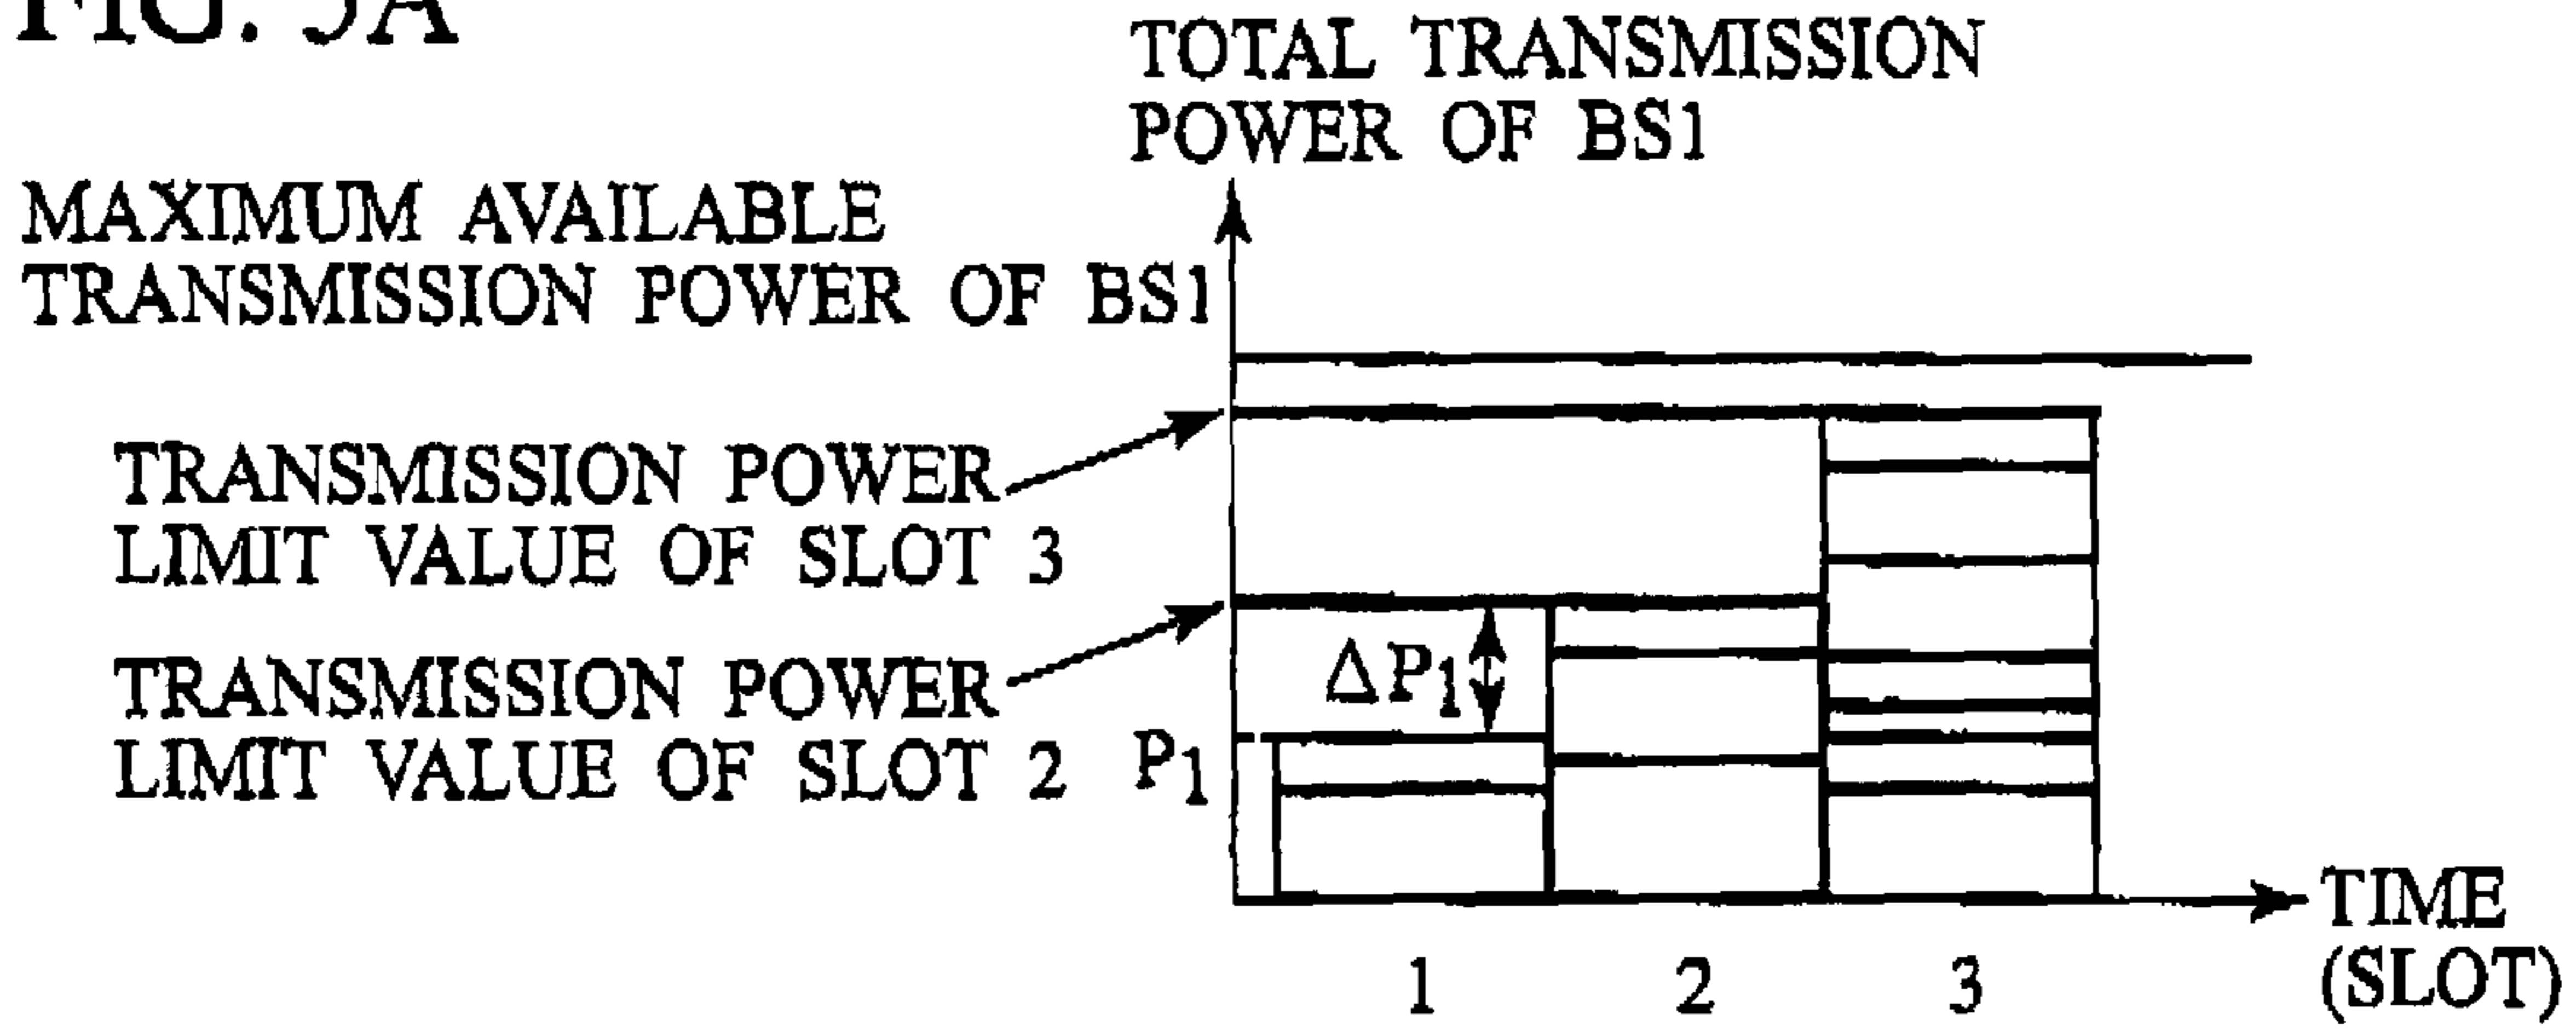 FIG. 5A
TOTAL TRANSMISSION
POWER OF BS1
MAXIMUM AVAILABLE
TRANSMISSION POWER OF BS1
TRANSMISSION POWER
LIMIT VALUE OF SLOT 3
TRANSMISSION POWER
LIMIT VALUE OF SLOT 2
ΔP1
P1
TIME
(SLOT)
1 2 3